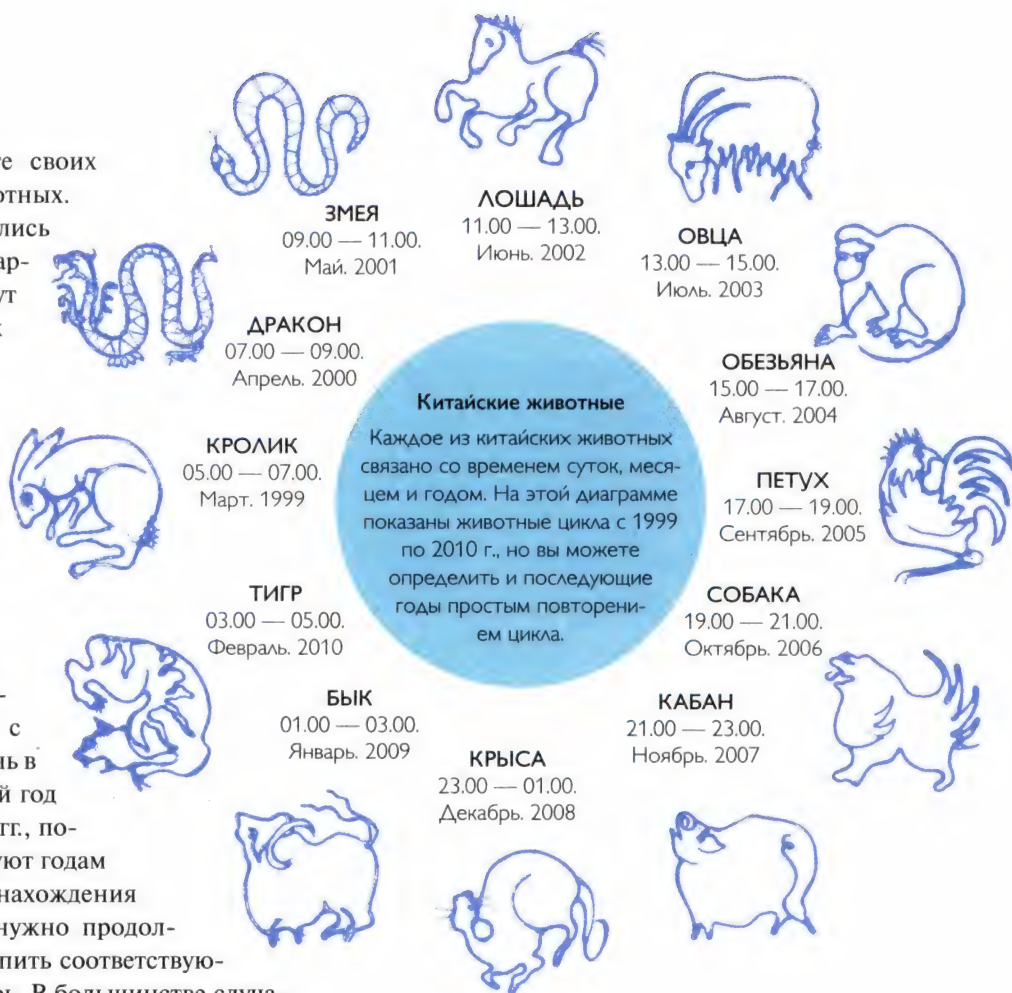 те своих
отных.
лись
ар-
ут
к
ЗМЕЯ
09.00 — 11.00.
Май. 2001
ЛОШАДЬ
11.00 — 13.00.
Июнь. 2002
ОВЦА
13.00 — 15.00.
Июль. 2003
ДРАКОН
07.00 — 09.00.
Апрель. 2000
ОБЕЗЬЯНА
15.00 — 17.00.
Август. 2004
КРОЛИК
05.00 — 07.00.
Март. 1999
Китайские животные
Каждое из китайских животных
связано со временем суток, меся-
цем и годом. На этой диаграмме
показаны животные цикла с 1999
по 2010 г., но вы можете
определить и последующие
годы простым повторени-
ем цикла.
ПЕТУХ
17.00 — 19.00.
Сентябрь. 2005
ТИГР
03.00 — 05.00.
Февраль. 2010
СОБАКА
19.00 — 21.00.
Октябрь. 2006
БЫК
01.00 — 03.00.
Январь. 2009
КРЫСА
23.00 — 01.00.
Декабрь. 2008
КАБАН
21.00 — 23.00.
Ноябрь. 2007
-
с
нь в
й год
гг., по-
уют годам
нахождения
нужно продол-
пить соответствую-
рь. В большинстве случа-